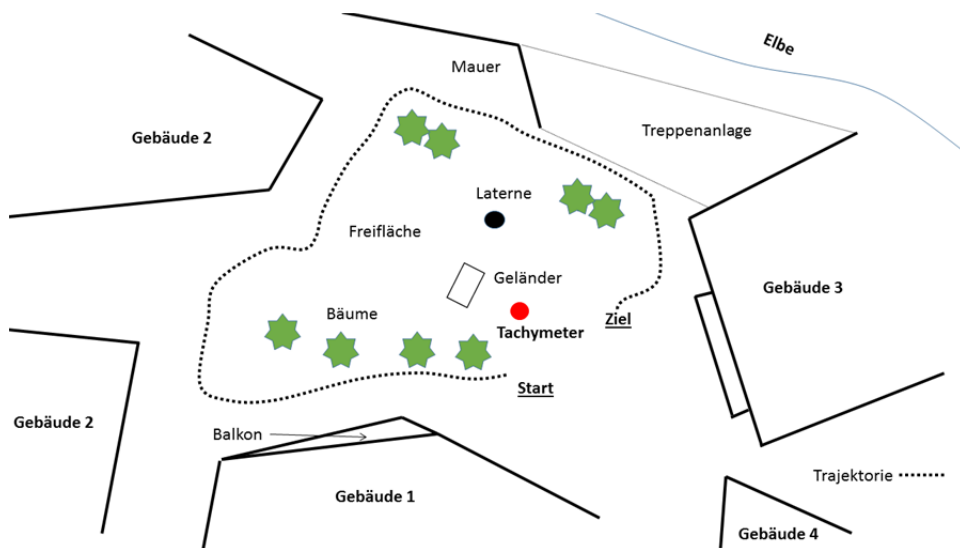 Elbe
Mauer
Gebäude 2
Treppenanlage
Laterne
Freifläche
Geländer
Gebäude 3
Bäume
Ziel
Tachymeter
Start
Gebäude 2
Balkon
Trajektorie
Gebäude 1
Gebäude 4